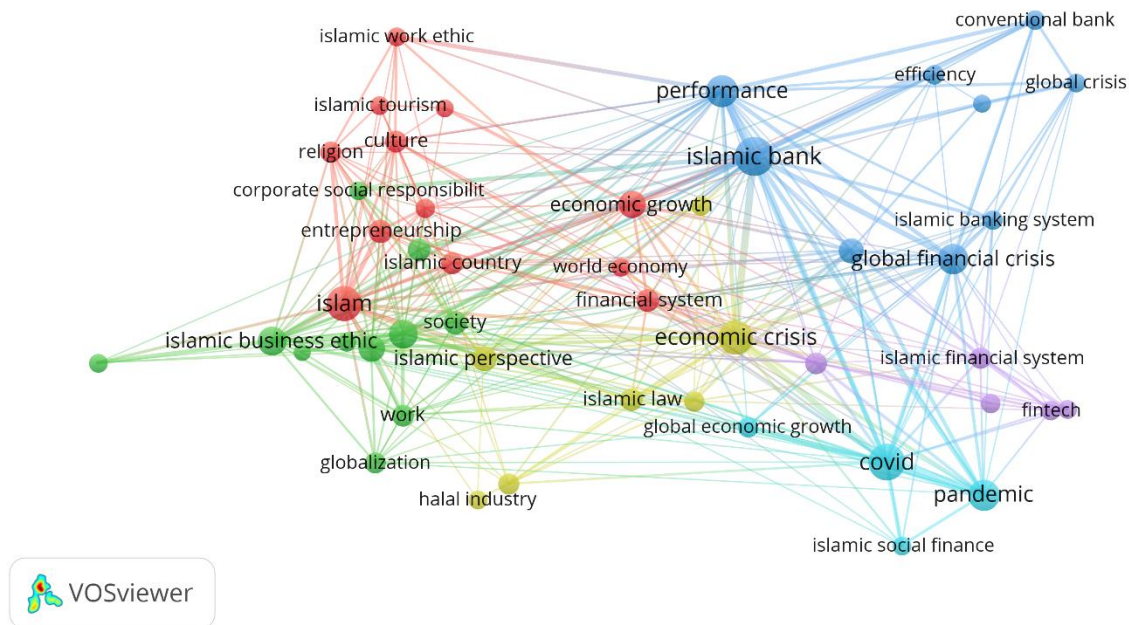 conventional bank
islamic work ethic
efficiency
global crisis
performance
islamic tourism
culture
religion
islamic bank
corporate social responsibilit
economic growth
islamic banking system
entrepreneurship
islamic country
world economy
global financial crisis
islam
financial system
society
islamic business ethic
economic crisis
islamic perspective
islamic financial system
islamic law
work
fintech
global economic growth
globalization
covid
halal industry
pandemic
islamic social finance
VOSviewer